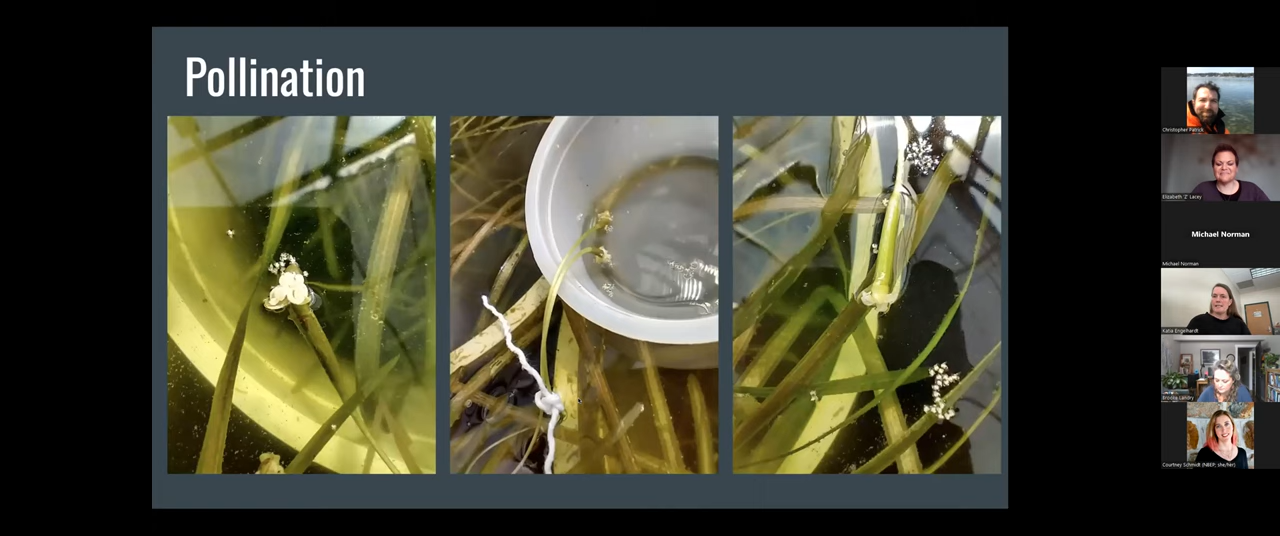 Pollination
Christopher Patrick
Elizabeth 'Z' Lacey
Michael Norman
Michael Norman
Katia Engelhardt
Brooke Landry
Courtney Schmidt (NBEP; she/her)